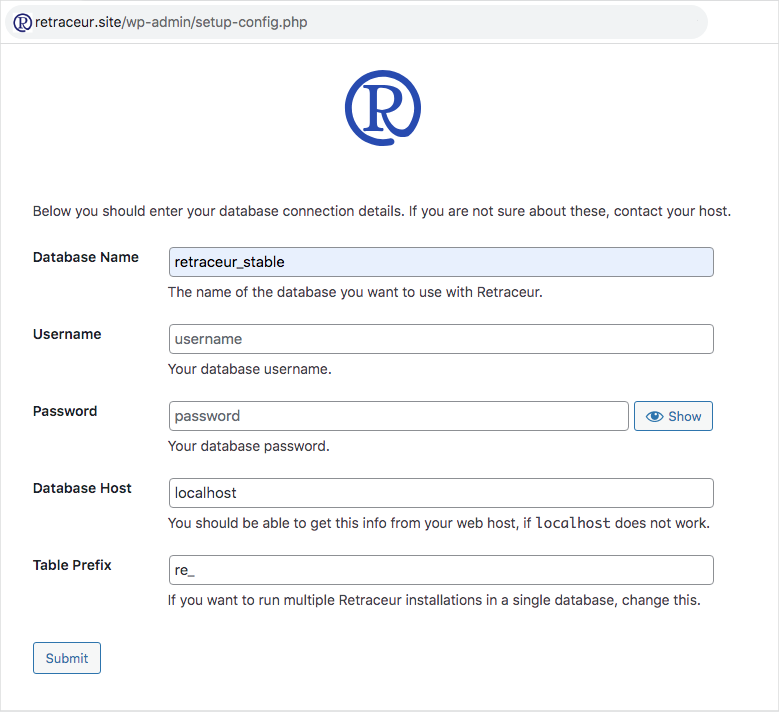 retraceur.site/wp-admin/setup-config.php
R
Below you should enter your database connection details. If you are not sure about these, contact your host.
Database Name
retraceur_stable
The name of the database you want to use with Retraceur.
Username
username
Your database username.
Password
password
Show
Your database password.
Database Host
localhost
You should be able to get this info from your web host, if localhost does not work.
Table Prefix
re_
If you want to run multiple Retraceur installations in a single database, change this.
Submit